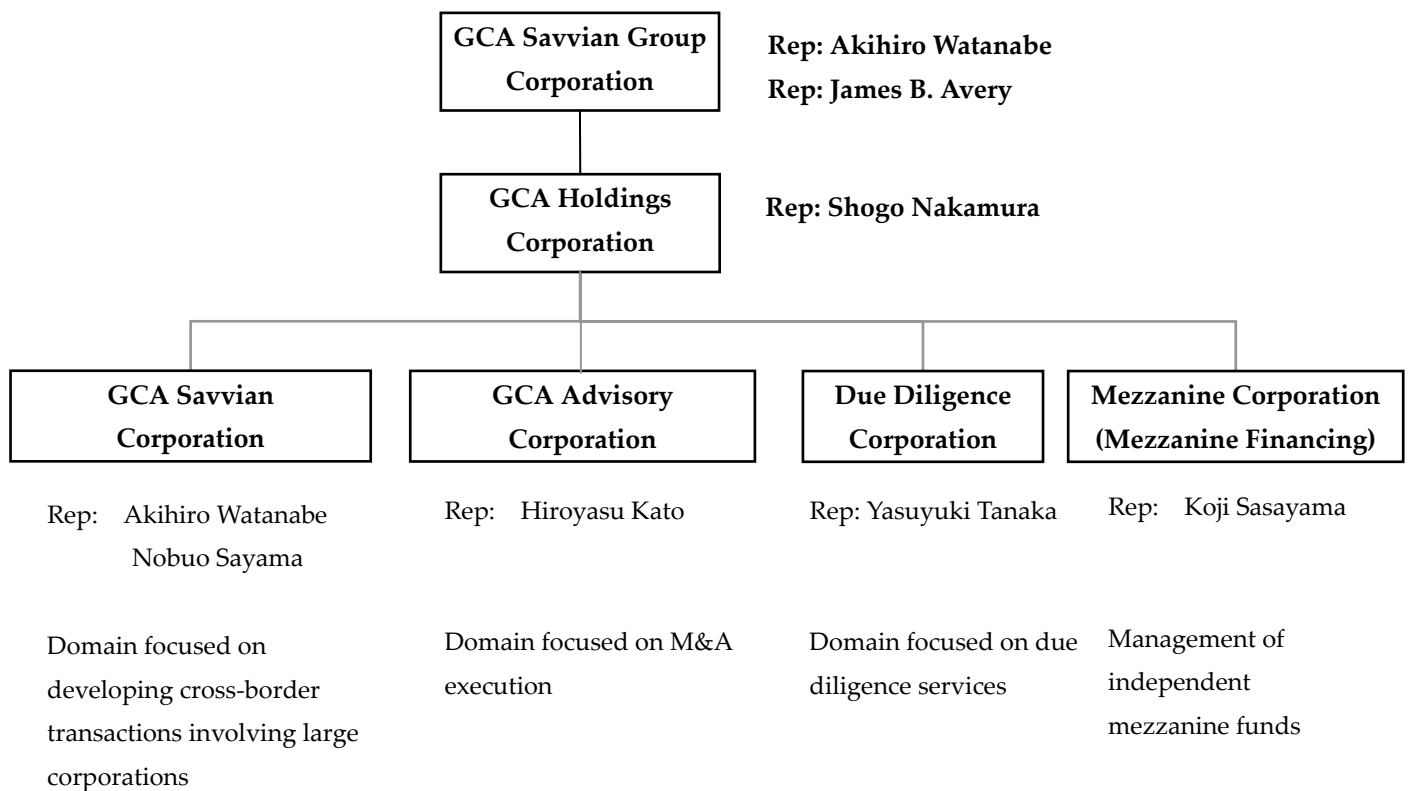 GCA Savvian Group
Corporation
Rep: Akihiro Watanabe
Rep: James B. Avery
GCA Holdings
Corporation
Rep: Shogo Nakamura
GCA Savvian
Corporation
GCA Advisory
Corporation
Due Diligence
Corporation
Mezzanine Corporation
(Mezzanine Financing)
Rep: Akihiro Watanabe
Nobuo Sayama
Rep: Hiroyasu Kato
Rep: Yasuyuki Tanaka
Rep: Koji Sasayama
Domain focused on
developing cross-border
transactions involving large
corporations
Domain focused on M&A
execution
Domain focused on due
diligence services
Management of
independent
mezzanine funds